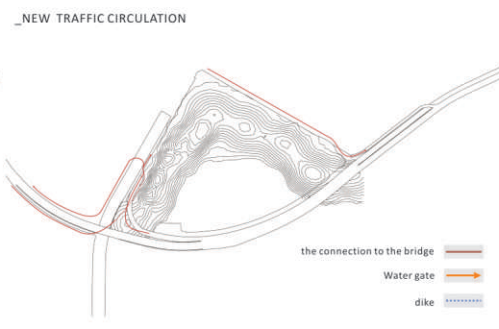 _NEW TRAFFIC CIRCULATION
the connection to the bridge
Water gate
dike